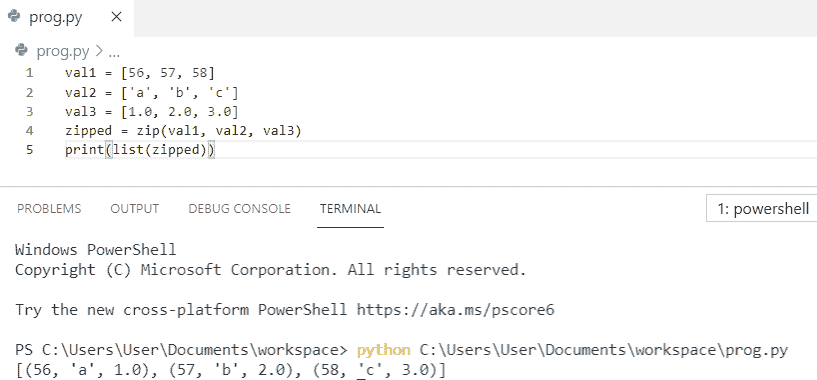 prog.py ×
prog.py > ...
1 val1 = [56, 57, 58]
2 val2 = ['a', 'b', 'c']
3 val3 = [1.0, 2.0, 3.0]
4 zipped = zip(val1, val2, val3)
5 print(list(zipped))
PROBLEMS OUTPUT DEBUG CONSOLE TERMINAL 1: powershell
Windows PowerShell
Copyright (C) Microsoft Corporation. All rights reserved.
Try the new cross-platform PowerShell https://aka.ms/pscore6
PS C:\Users\User\Documents\workspace> python C:\Users\User\Documents\workspace\prog.py
[(56, 'a', 1.0), (57, 'b', 2.0), (58, 'c', 3.0)]